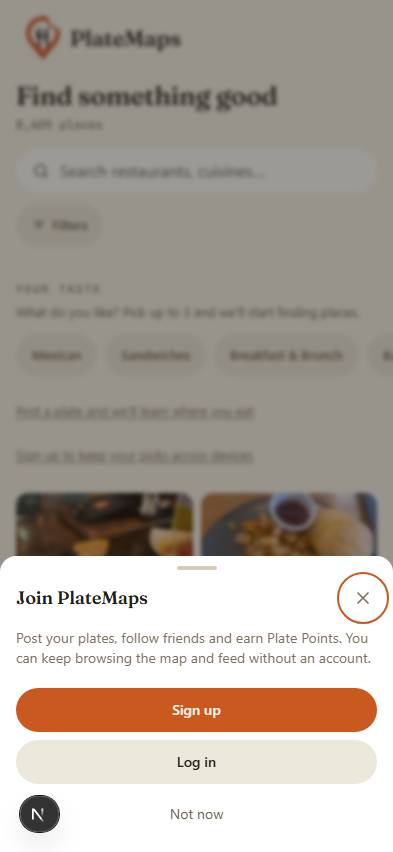 PlateMaps
Find something good
8,409 places
Search restaurants, cuisines...
Filters
YOUR TASTE
What do you like? Pick up to 3 and we'll start finding places.
Mexican
Sandwiches
Breakfast & Brunch
Post a plate and we'll learn where you eat
Sign up to keep your picks across devices
Join PlateMaps
Post your plates, follow friends and earn Plate Points. You
can keep browsing the map and feed without an account.
Sign up
Log in
N
Not now